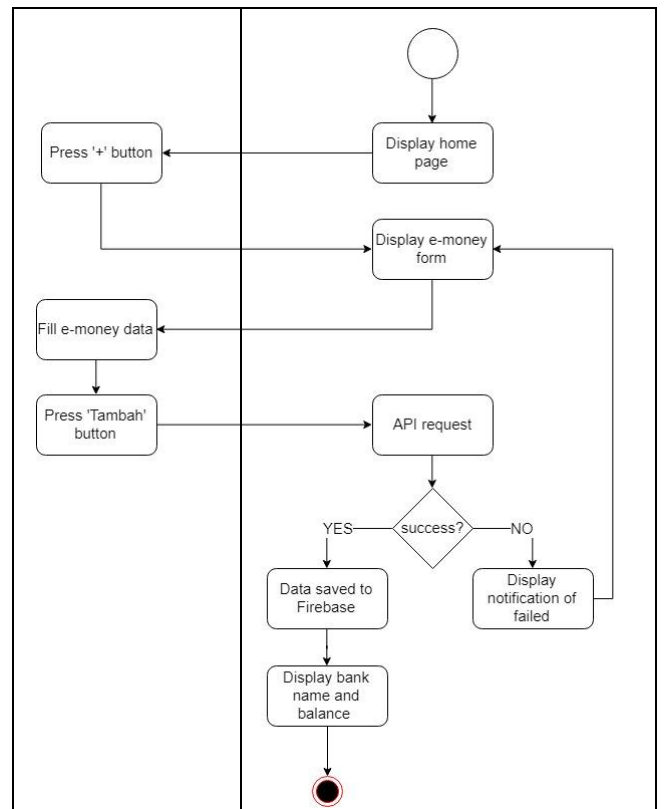 Press '+' button
Display home
page
Display e-money
form
Fill e-money data
Press 'Tambah'
button
API request
success?
YES
NO
Data saved to
Firebase
Display
notification of
failed
Display bank
name and
balance